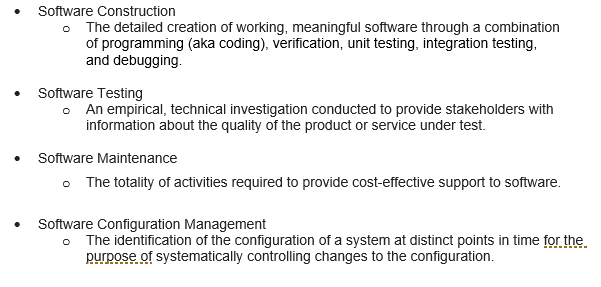 • Software Construction
o The detailed creation of working, meaningful software through a combination
of programming (aka coding), verification, unit testing, integration testing,
and debugging.
• Software Testing
o An empirical, technical investigation conducted to provide stakeholders with
information about the quality of the product or service under test.
• Software Maintenance
o The totality of activities required to provide cost-effective support to software.
• Software Configuration Management
o The identification of the configuration of a system at distinct points in time for the
purpose of systematically controlling changes to the configuration.